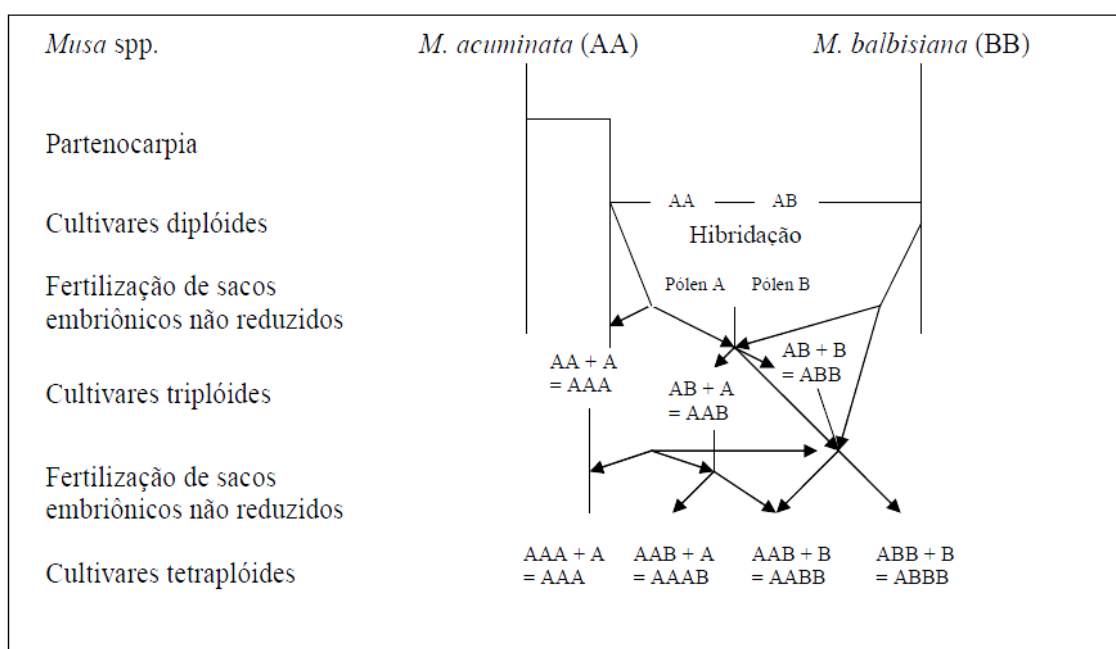 Musa spp.
M. acuminata (AA)
M. balbisiana (BB)
Partenocarpia
Cultivares diplóides
AA
AB
Hibridação
Fertilização de sacos
embriônicos não reduzidos
Pólen A
Pólen B
Cultivares triplóides
AA + A
= AAA
AB + A
= AAB
AB + B
= ABB
Fertilização de sacos
embriônicos não reduzidos
Cultivares tetraplóides
AAA + A
= AAA
AAB + A
= AAAB
AAB + B
= AABB
ABB + B
= ABBB